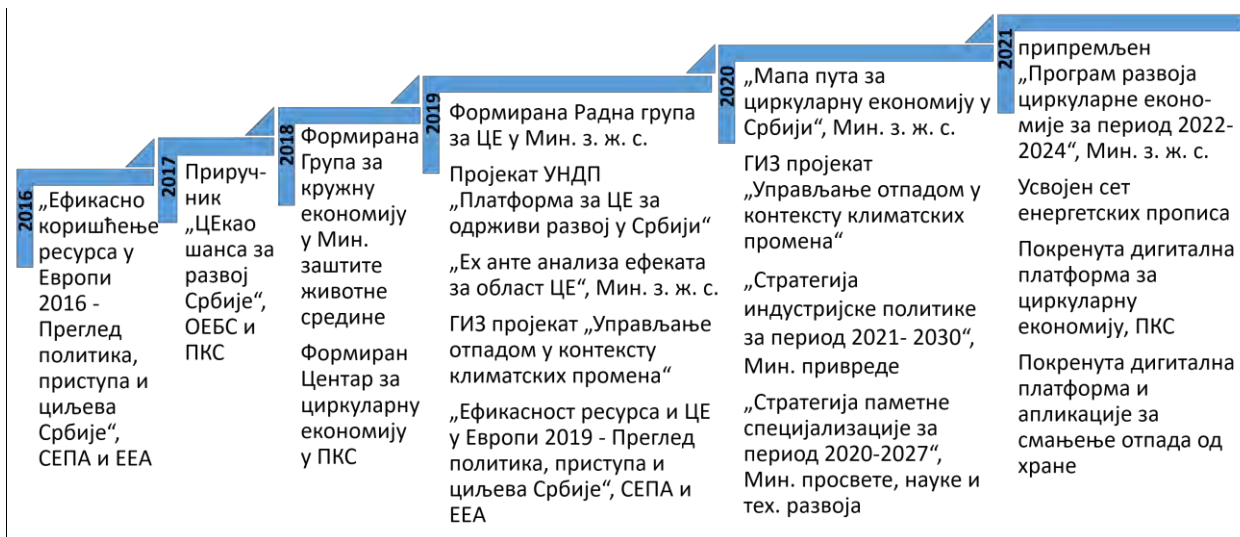 2016
„Ефикасно
коришћење
ресурса у
Европи
2016 -
Преглед
политика,
приступа и
циљева
Србије“,
СЕПА и ЕЕА
2017
Прируч-
ник
„ЦЕкао
шанса за
развој
Србије“,
ОЕБС и
ПКС
2018
Формирана
Група за
кружну
економију
у Мин.
заштите
животне
средине
Формиран
Центар за
циркуларну
економију
у ПКС
2019
Формирана Радна група
за ЦЕ у Мин. з. ж. с.
Пројекат УНДП
„Платформа за ЦЕ за
одрживи развој у Србији“
„Ex анте анализа ефеката
за област ЦЕ“, Мин. з. ж. с.
ГИЗ пројекат „Управљање
отпадом у контексту
климатских промена“
„Ефикасност ресурса и ЦЕ
у Европи 2019 - Преглед
политика, приступа и
циљева Србије“, СЕПА и
ЕЕА
2020
„Мапа пута за
циркуларну економију у
Србији“, Мин. з. ж. с.
ГИЗ пројекат
„Управљање отпадом у
контексту климатских
промена“
„Стратегија
индустријске политике
за период 2021- 2030“,
Мин. привреде
„Стратегија паметне
специјализације за
период 2020-2027“,
Мин. просвете, науке и
тех. развоја
2021
припремљен
„Програм развоја
циркуларне еконо-
мије за период 2022-
2024“, Мин. з. ж. с.
Усвојен сет
енергетских прописа
Покренута дигитална
платформа за
циркуларну
економију, ПКС
Покренута дигитална
платформа и
апликације за
смањење отпада од
хране